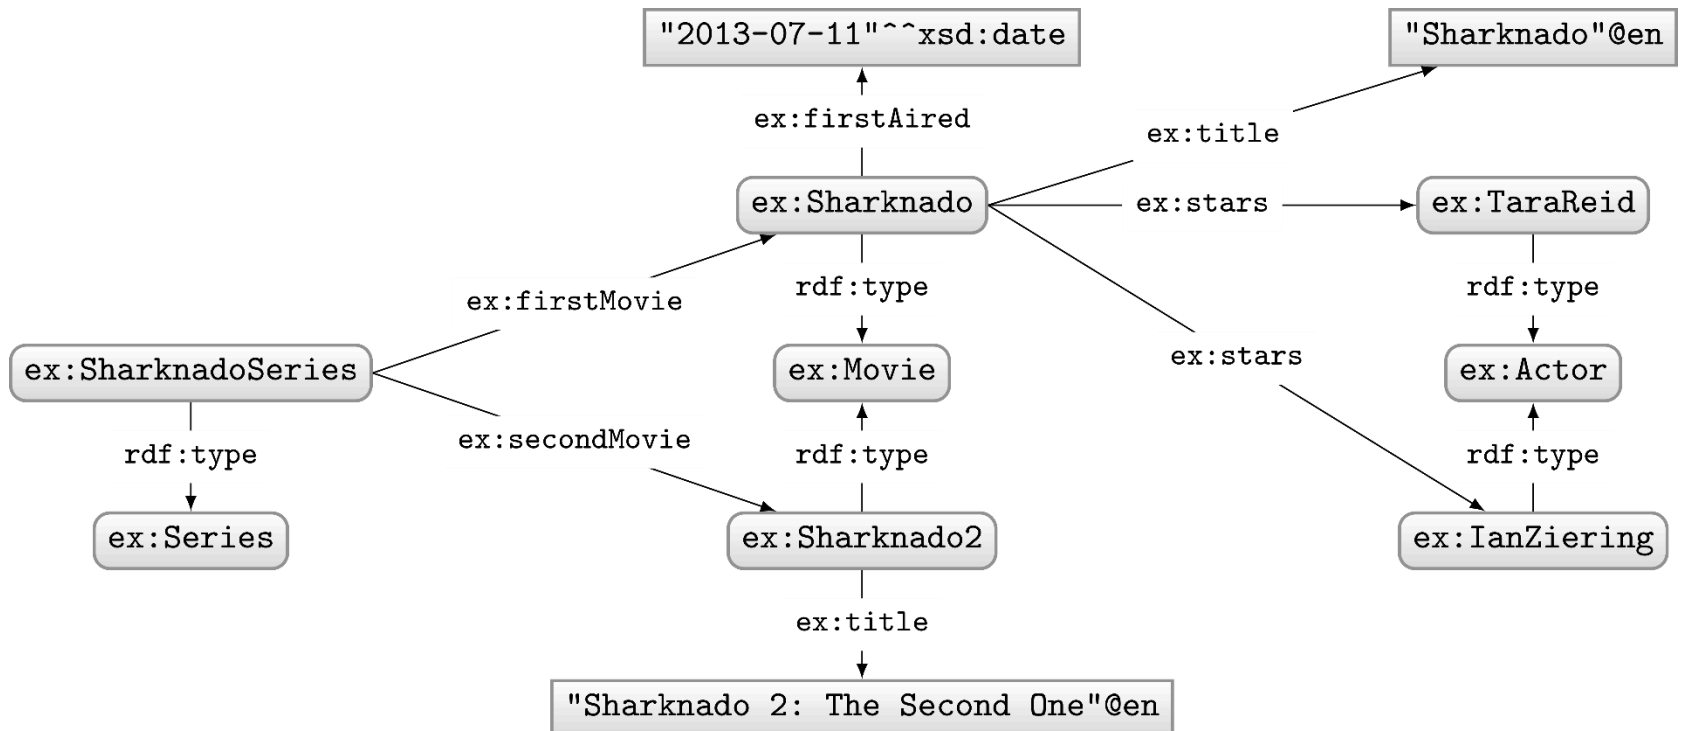 "2013-07-11"^^xsd:date
"Sharknado"@en
ex:firstAired
ex:title
ex:Sharknado
ex:stars
ex:TaraReid
rdf:type
rdf:type
ex:firstMovie
ex:stars
ex:SharknadoSeries
ex:Movie
ex:Actor
ex:secondMovie
rdf:type
rdf:type
rdf:type
ex:Series
ex:Sharknado2
ex:IanZiering
ex:title
"Sharknado 2: The Second One"@en